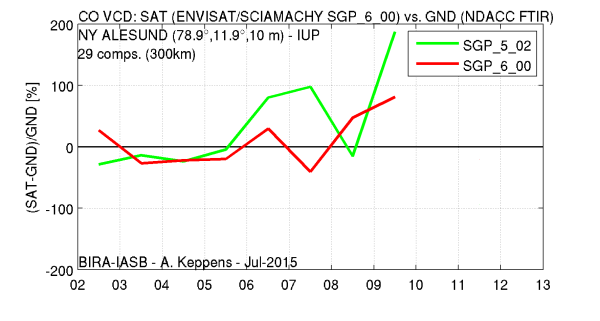 CO VCD: SAT (ENVISAT/SCIAMACHY SGP_6_00) vs. GND (NDACC FTIR)
NY ALESUND (78.9°,11.9°,10 m) - IUP
29 comps. (300km)
SGP_5_02
SGP_6_00
200
100
0
-100
-200
(SAT-GND)/GND [%]
BIRA-IASB - A. Keppens - Jul-2015
02 03 04 05 06 07 08 09 10 11 12 13